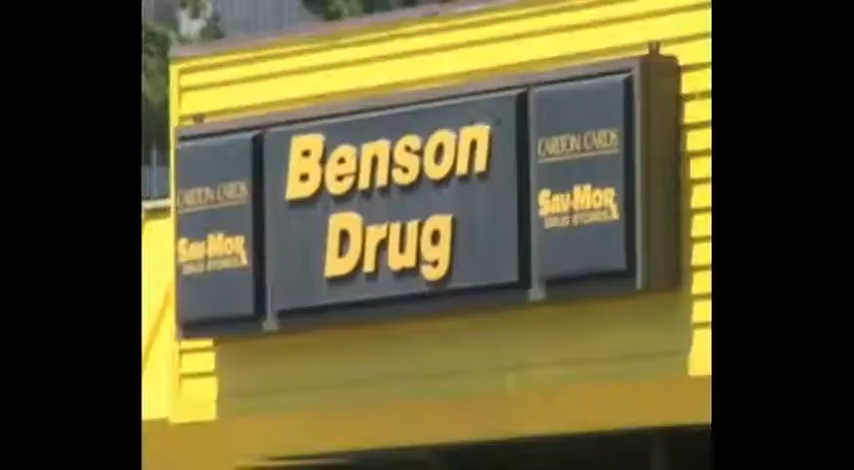 CARLTON CARDS
SAV-MOR
DRUG STORES
Benson
Drug
CARLTON CARDS
SAV-MOR
DRUG STORES